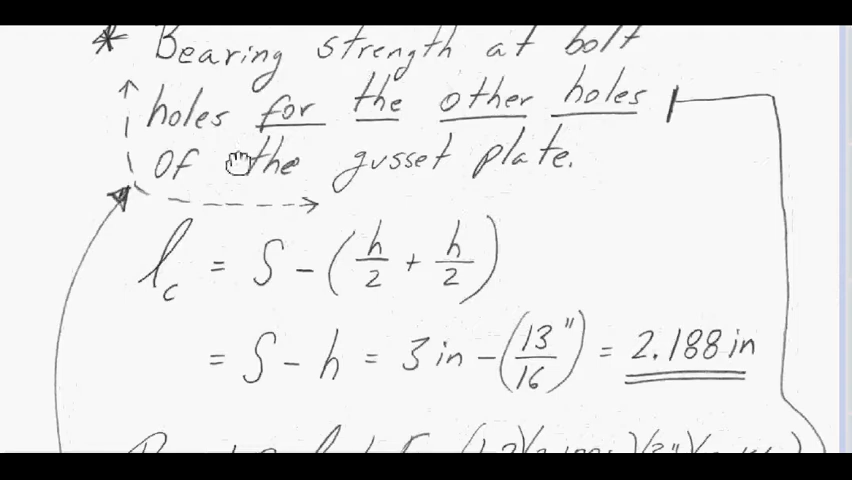 * Bearing strength at bolt
holes for the other holes
of the gusset plate.
lc = S - (h/2 + h/2)
= S - h = 3 in - (13"/16) = 2.188 in